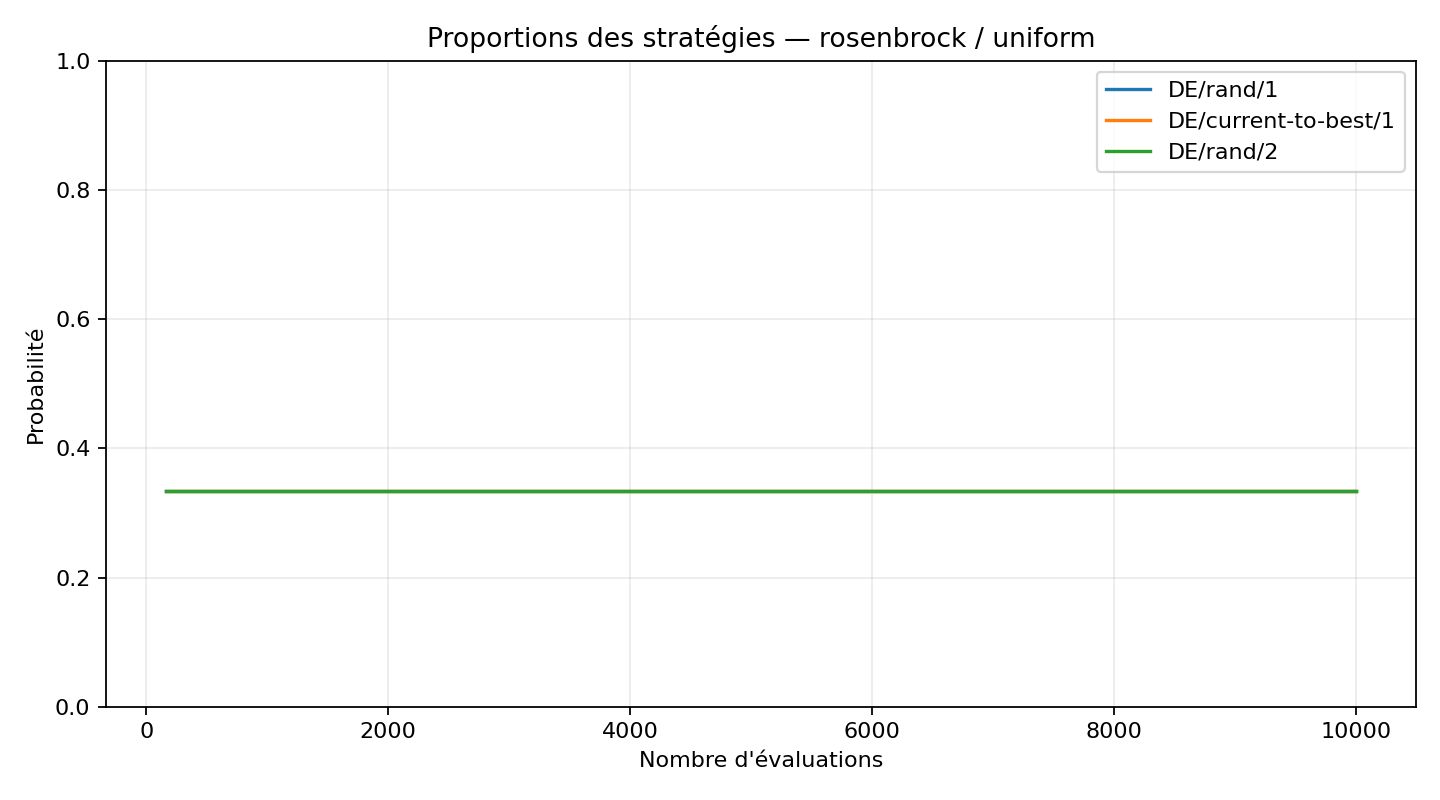 Proportions des stratégies — rosenbrock / uniform
DE/rand/1
DE/current-to-best/1
DE/rand/2
Probabilité
1.0
0.8
0.6
0.4
0.2
0.0
0 2000 4000 6000 8000 10000
Nombre d'évaluations